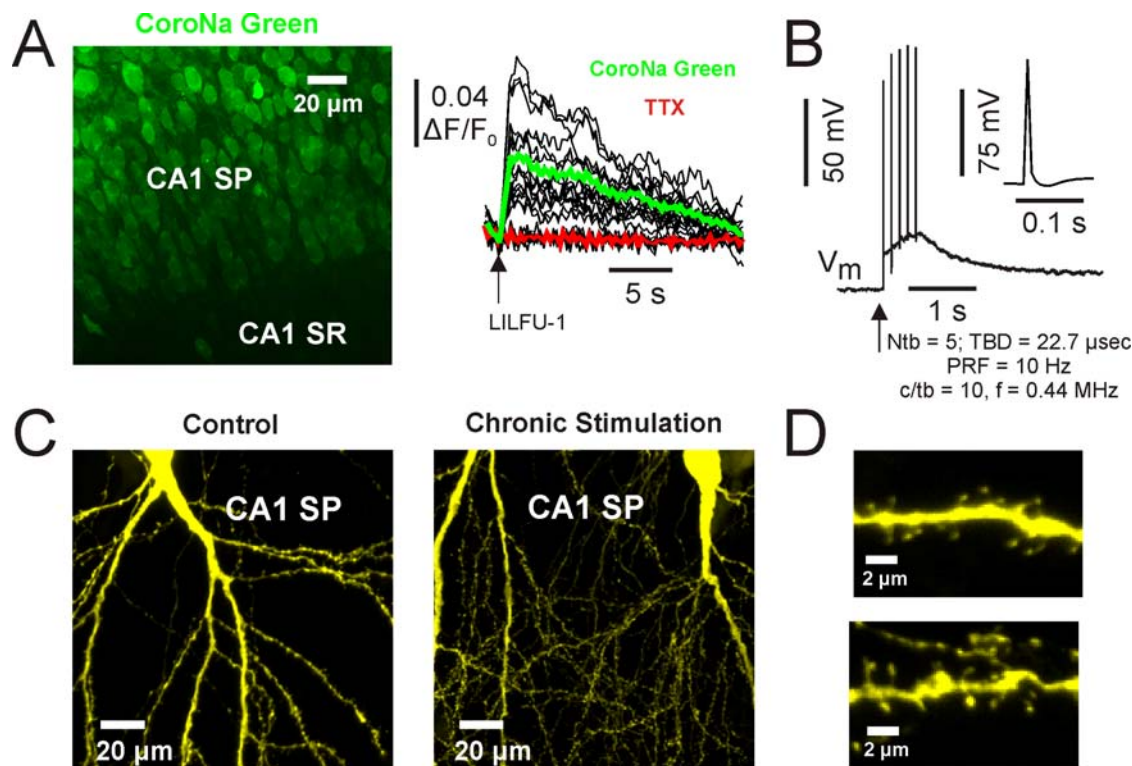 A
CoroNa Green
20 µm
CA1 SP
CA1 SR
0.04
ΔF/F₀
CoroNa Green
TTX
5 s
LILFU-1
B
50 mV
75 mV
0.1 s
Vm
1 s
Ntb = 5; TBD = 22.7 µsec
PRF = 10 Hz
c/tb = 10, f = 0.44 MHz
C
Control
CA1 SP
20 µm
Chronic Stimulation
CA1 SP
20 µm
D
2 µm
2 µm